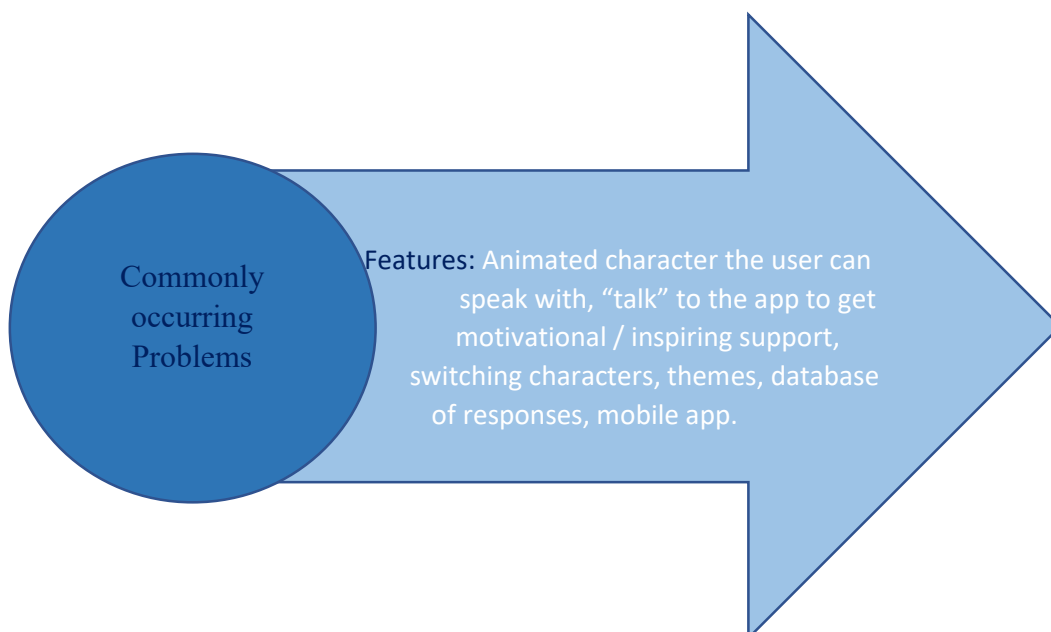 Commonly
occurring
Problems
Features: Animated character the user can
speak with, “talk” to the app to get
motivational / inspiring support,
switching characters, themes, database
of responses, mobile app.